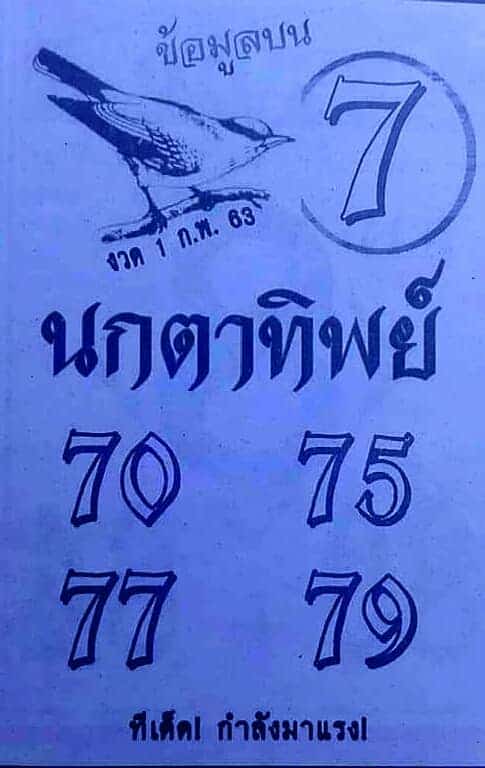 ข้อมูลบน
7
งวด 1 ก.พ. 63
นกตาทิพย์
70 75
77 79
ทีเด็ด! กำลังมาแรง!